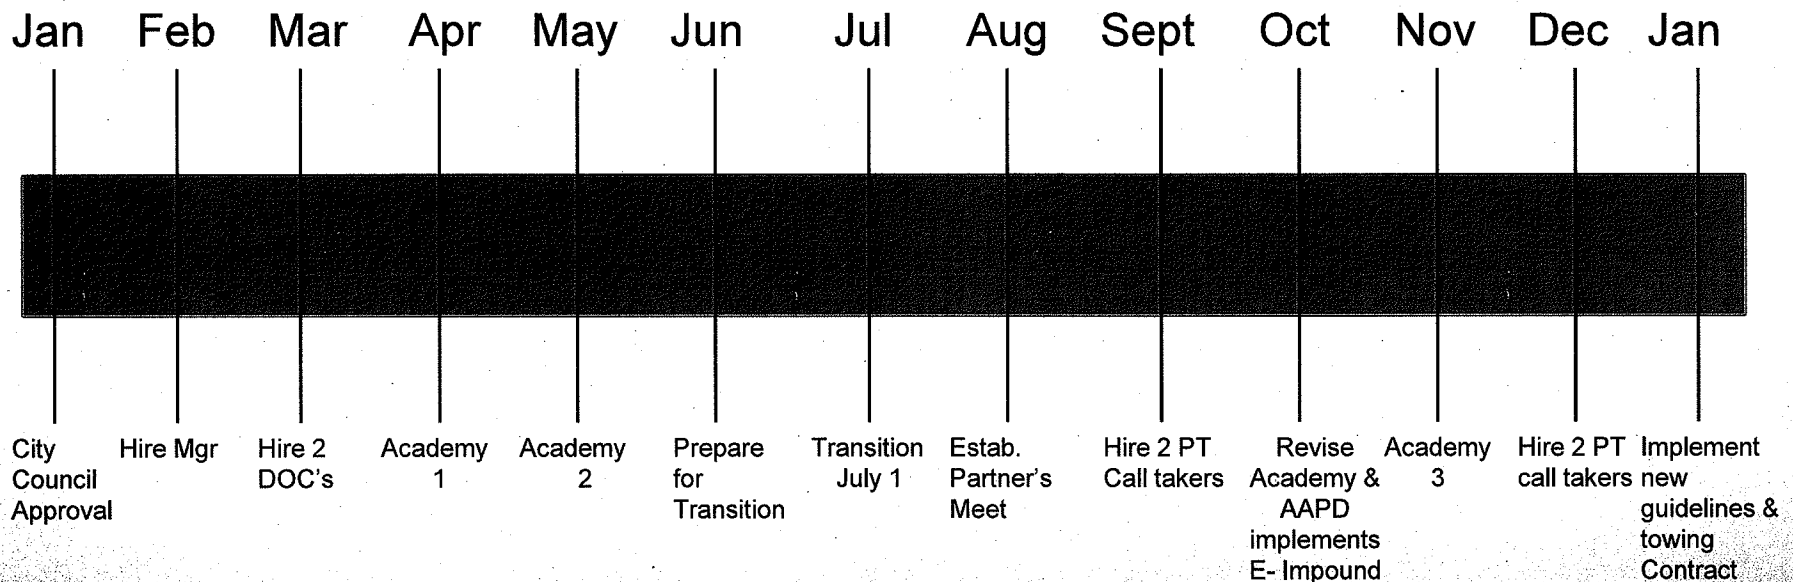 Jan Feb Mar Apr May Jun Jul Aug Sept Oct Nov Dec Jan
City
Council
Approval
Hire Mgr
Hire 2
DOC's
Academy
1
Academy
2
Prepare
for
Transition
Transition
July 1
Estab.
Partner's
Meet
Hire 2 PT
Call takers
Revise
Academy &
AAPD
implements
E- Impound
Academy
3
Hire 2 PT
call takers
Implement
new
guidelines &
towing
Contract